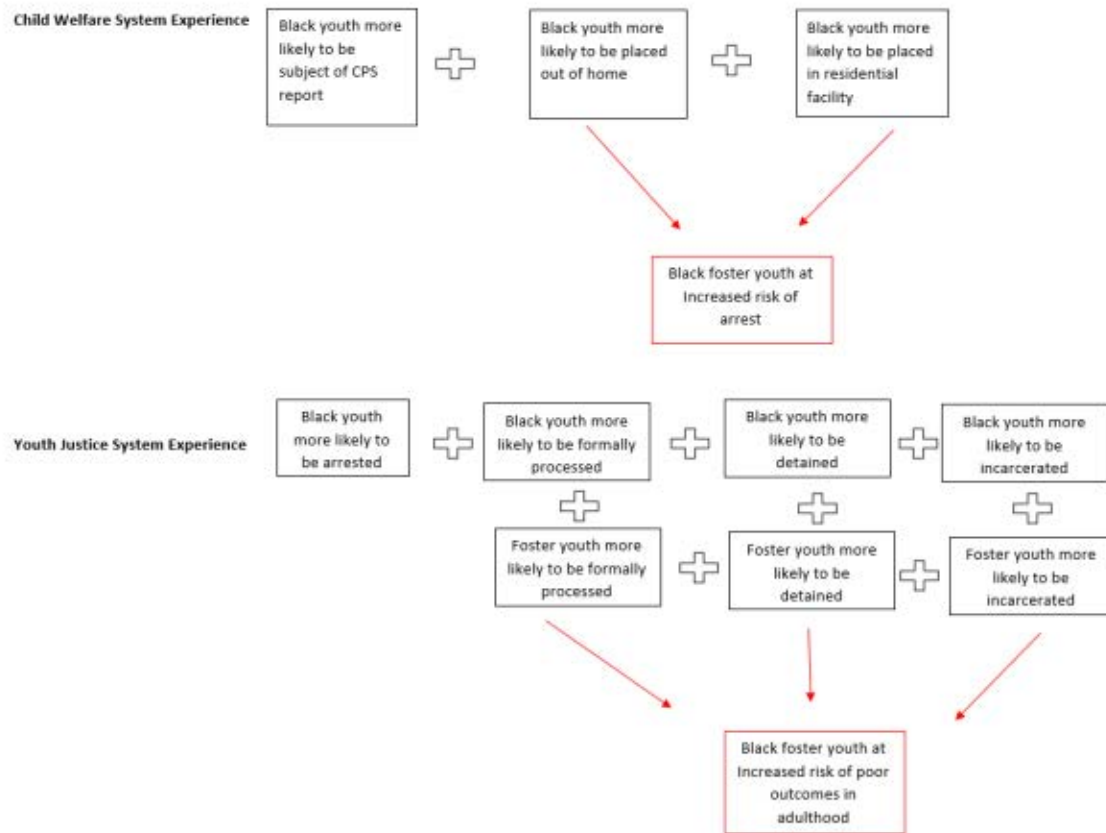 Child Welfare System Experience
Black youth more
likely to be
subject of CPS
report
Black youth more
likely to be placed
out of home
Black youth more
likely to be placed
in residential
facility
Black foster youth at
Increased risk of
arrest
Youth Justice System Experience
Black youth
more likely to
be arrested
Black youth more
likely to be formally
processed
Black youth more
likely to be
detained
Black youth more
likely to be
incarcerated
Foster youth more
likely to be formally
processed
Foster youth more
likely to be
detained
Foster youth more
likely to be
incarcerated
Black foster youth at
Increased risk of poor
outcomes in
adulthood